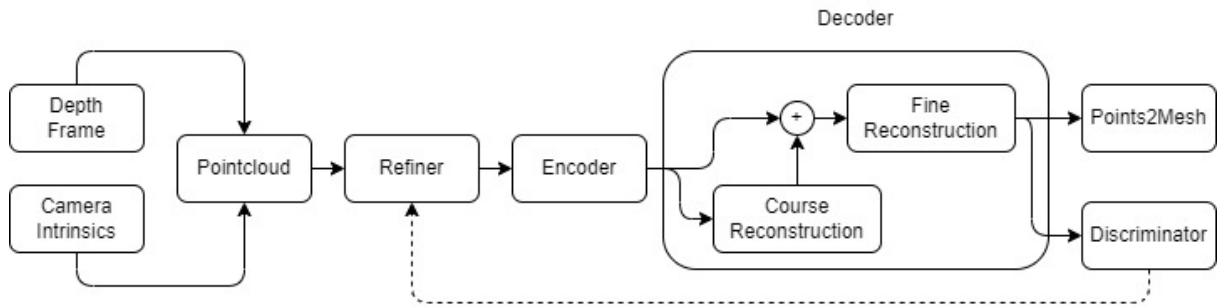 Decoder
Depth
Frame
Camera
Intrinsics
Pointcloud
Refiner
Encoder
+
Course
Reconstruction
Fine
Reconstruction
Points2Mesh
Discriminator